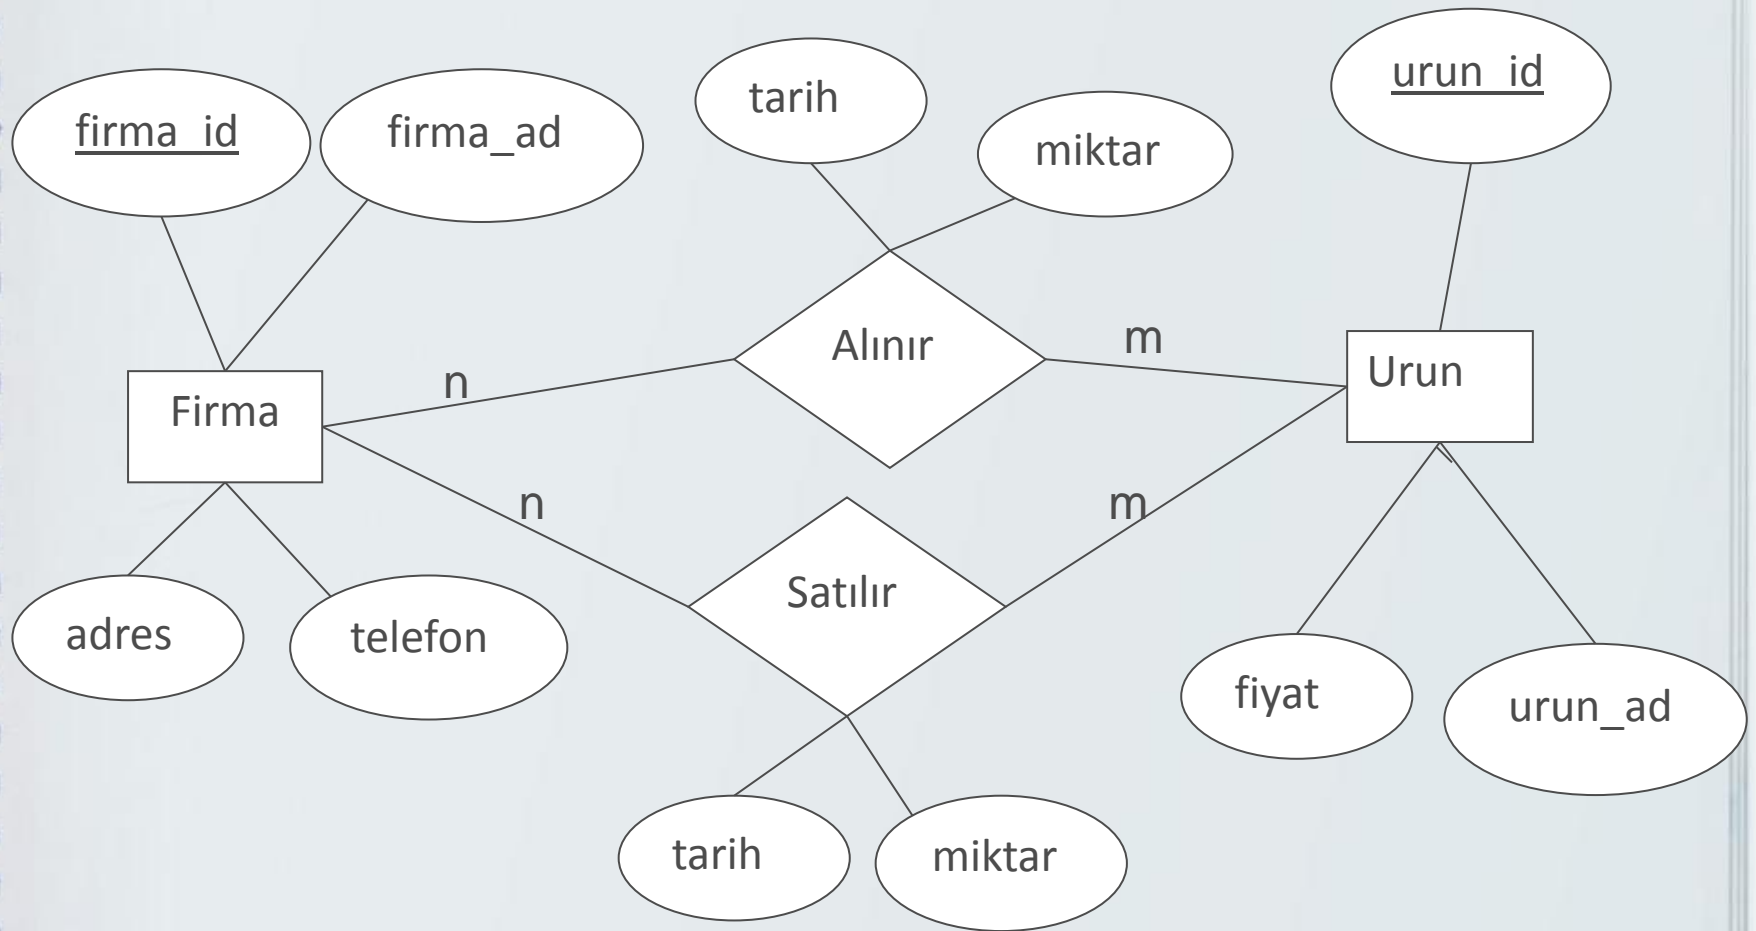 firma_id
firma_ad
tarih
miktar
urun_id
Alınır
m
Urun
n
Firma
n
m
Satılır
adres
telefon
fiyat
urun_ad
tarih
miktar